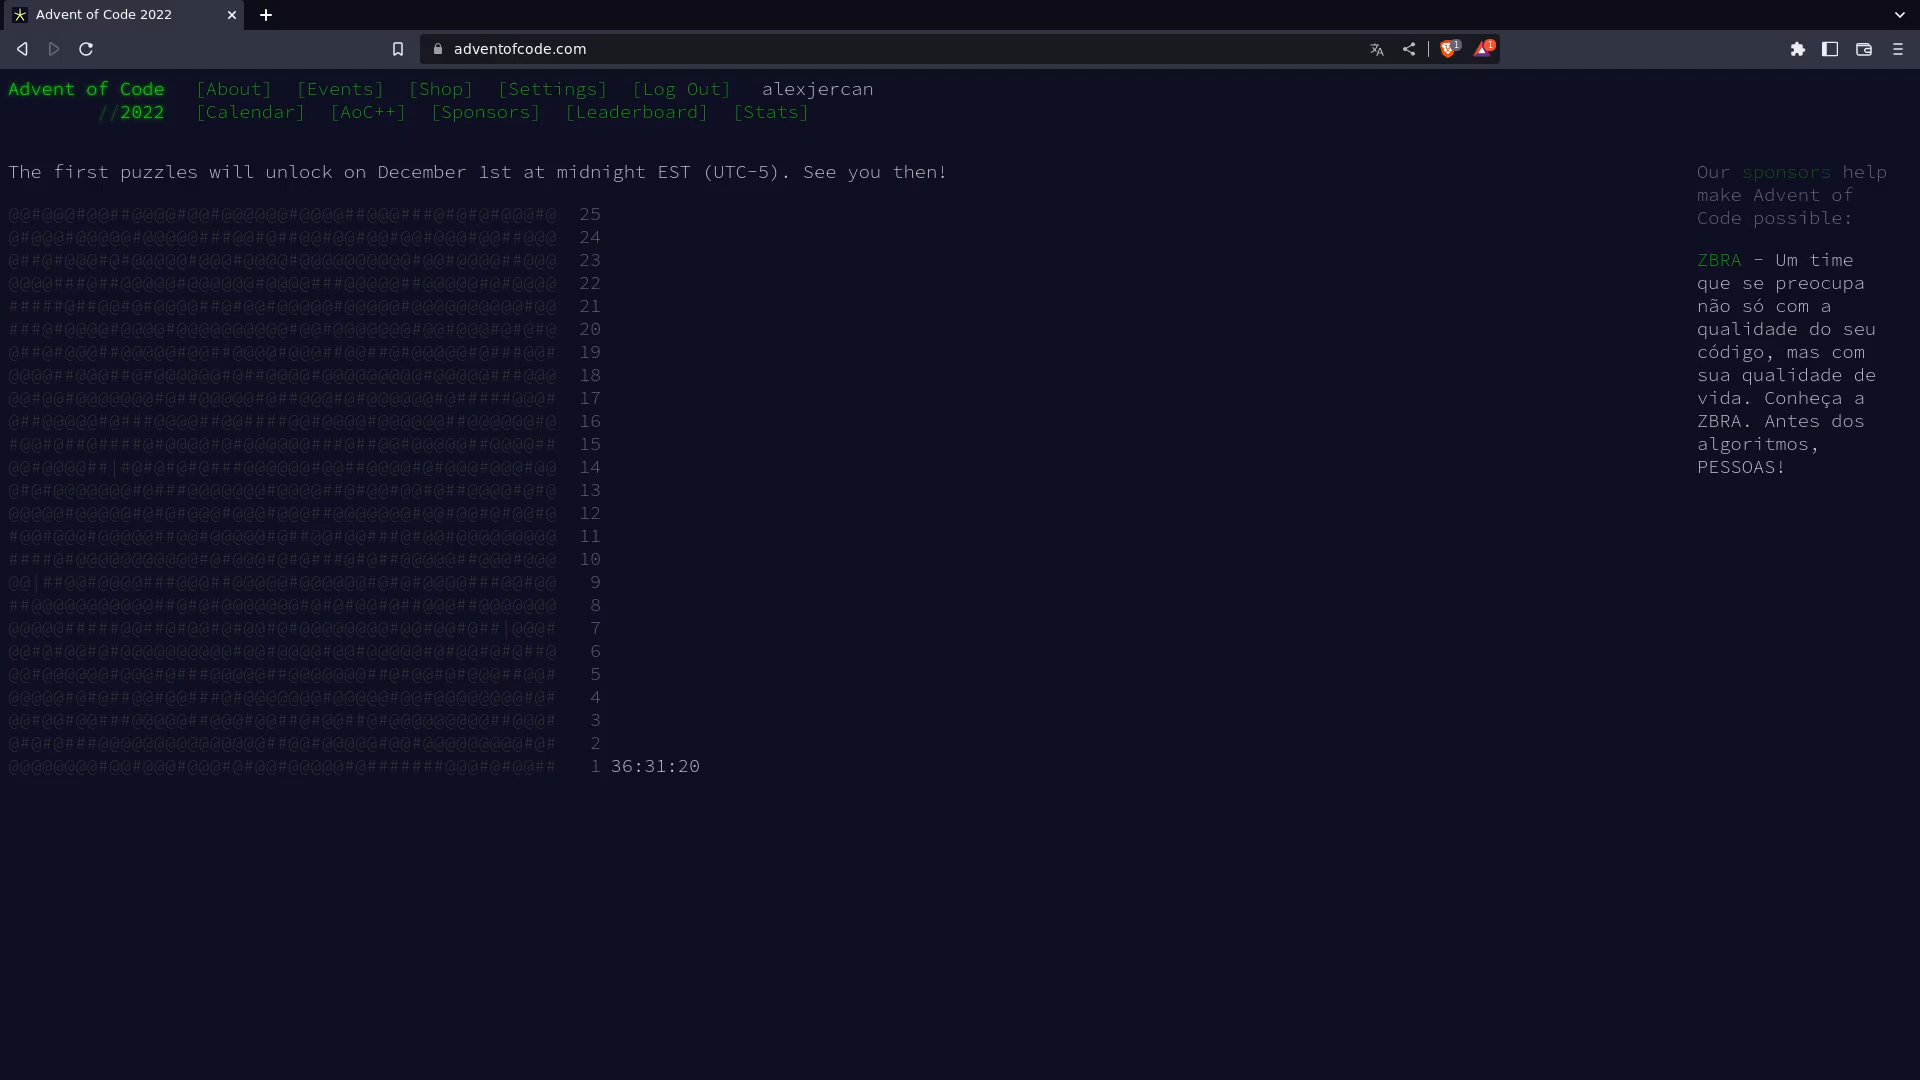 Advent of Code 2022
adventofcode.com
1
1
Advent of Code [About] [Events] [Shop] [Settings] [Log Out] alexjercan
//2022 [Calendar] [AoC++] [Sponsors] [Leaderboard] [Stats]
The first puzzles will unlock on December 1st at midnight EST (UTC-5). See you then!
25
24
23
22
21
20
19
18
17
16
15
14
13
12
11
10
9
8
7
6
5
4
3
2
1 36:31:20
Our sponsors help
make Advent of
Code possible:
ZBRA - Um time
que se preocupa
não só com a
qualidade do seu
código, mas com
sua qualidade de
vida. Conheça a
ZBRA. Antes dos
algoritmos,
PESSOAS!